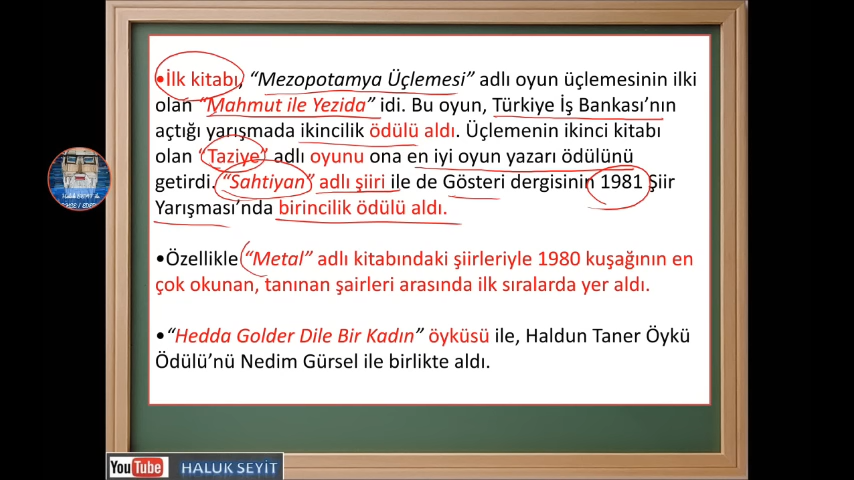 •İlk kitabı, “Mezopotamya Üçlemesi” adlı oyun üçlemesinin ilki
olan “Mahmut ile Yezida” idi. Bu oyun, Türkiye İş Bankası’nın
açtığı yarışmada ikincilik ödülü aldı. Üçlemenin ikinci kitabı
olan “Taziye” adlı oyunu ona en iyi oyun yazarı ödülünü
getirdi. “Sahtiyan” adlı şiiri ile de Gösteri dergisinin 1981 Şiir
Yarışması’nda birincilik ödülü aldı.
•Özellikle “Metal” adlı kitabındaki şiirleriyle 1980 kuşağının en
çok okunan, tanınan şairleri arasında ilk sıralarda yer aldı.
•“Hedda Golder Dile Bir Kadın” öyküsü ile, Haldun Taner Öykü
Ödülü’nü Nedim Gürsel ile birlikte aldı.
YouTube HALUK SEYİT